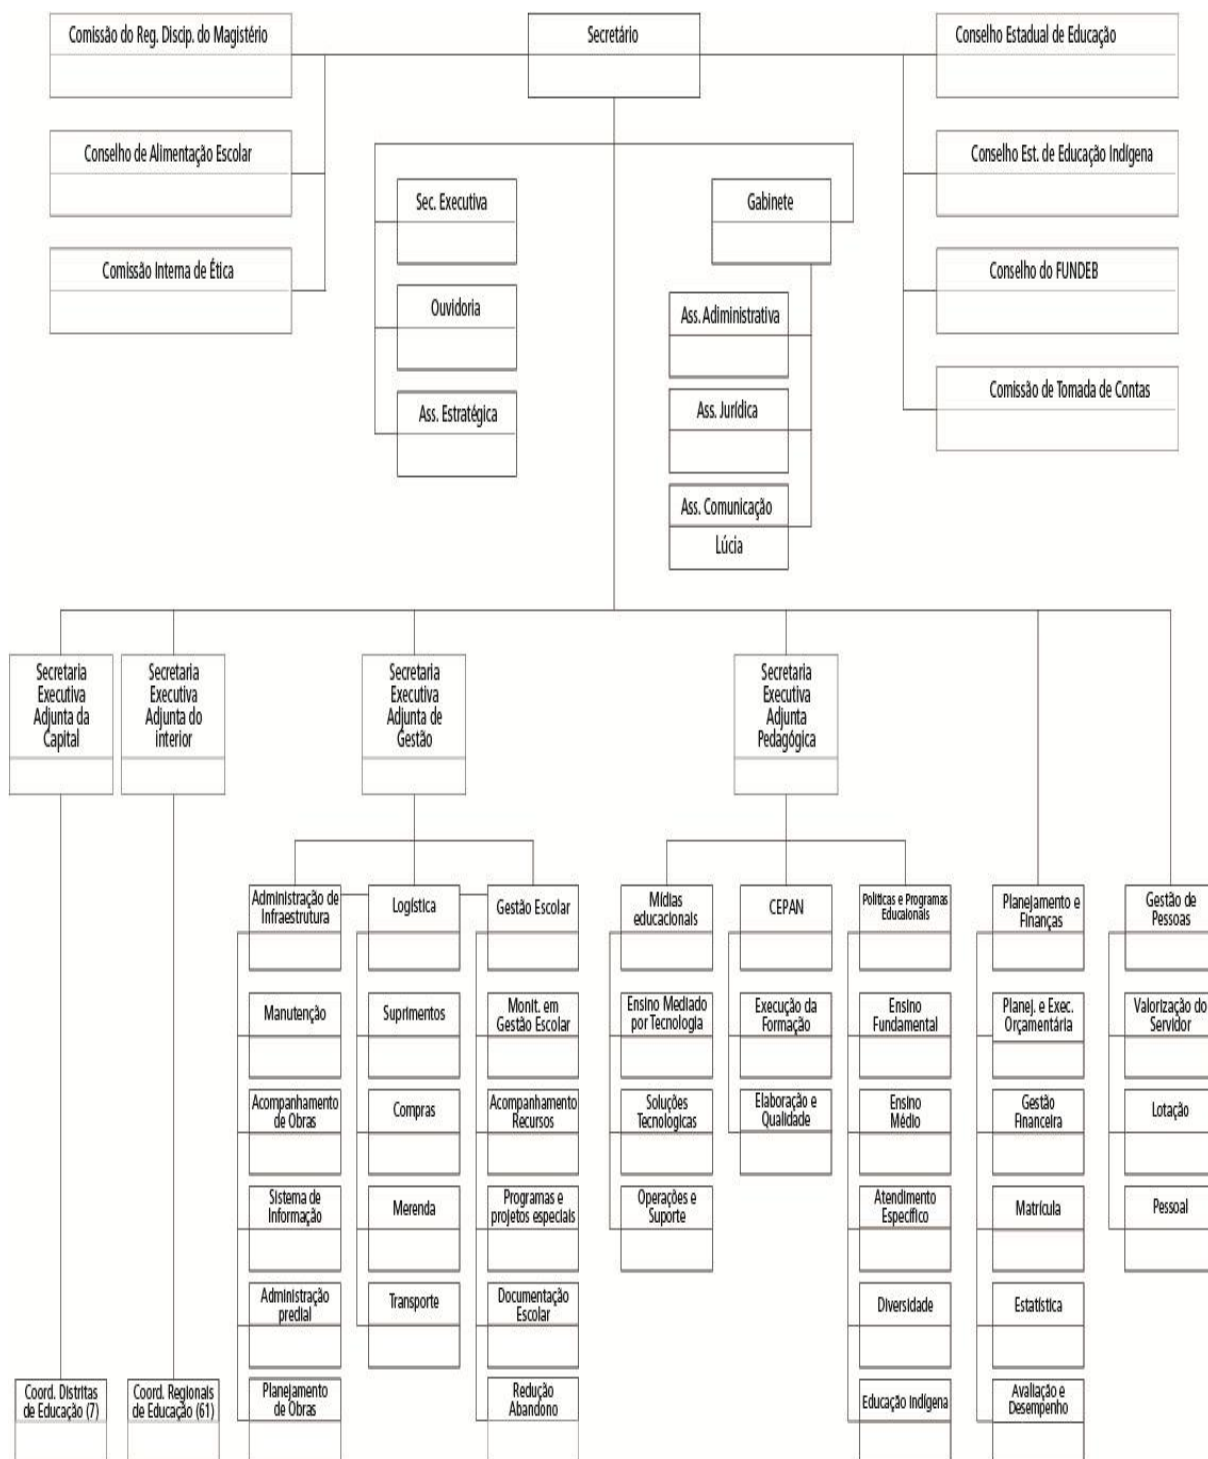 Comissão do Reg. Discip. do Magistério
Secretário
Conselho Estadual de Educação
Conselho de Alimentação Escolar
Conselho Est. de Educação Indígena
Sec. Executiva
Gabinete
Comissão Interna de Ética
Conselho do FUNDEB
Ouvidoria
Ass. Adiministrativa
Comissão de Tomada de Contas
Ass. Estratégica
Ass. Jurídica
Ass. Comunicação
Lúcia
Secretaria
Executiva
Adjunta da
Capital
Secretaria
Executiva
Adjunta do
interior
Secretaria
Executiva
Adjunta de
Gestão
Secretaria
Executiva
Adjunta
Pedagógica
Administração de
Infraestrutura
Logística
Gestão Escolar
Mídias
educacionais
CEPAN
Políticas e Programas
Educaionais
Planejamento e
Finanças
Gestão de
Pessoas
Manutenção
Suprimentos
Monit. em
Gestão Escolar
Ensino Mediado
por Tecnologia
Execução da
Formação
Ensino
Fundamental
Planej. e Exec.
Orçamentária
Valorização do
Servidor
Acompanhamento
de Obras
Compras
Acompanhamento
Recursos
Soluções
Tecnologicas
Elaboração e
Qualidade
Ensino
Médio
Gestão
Financeira
Lotação
Sistema de
Informação
Merenda
Programas e
projetos especiais
Operações e
Suporte
Atendimento
Específico
Matrícula
Pessoal
Administração
predial
Transporte
Documentação
Escolar
Diversidade
Estatística
Coord. Distritas
de Educação (7)
Coord. Regionais
de Educação (61)
Planejamento
de Obras
Redução
Abandono
Educação Indígena
Avaliação e
Desempenho